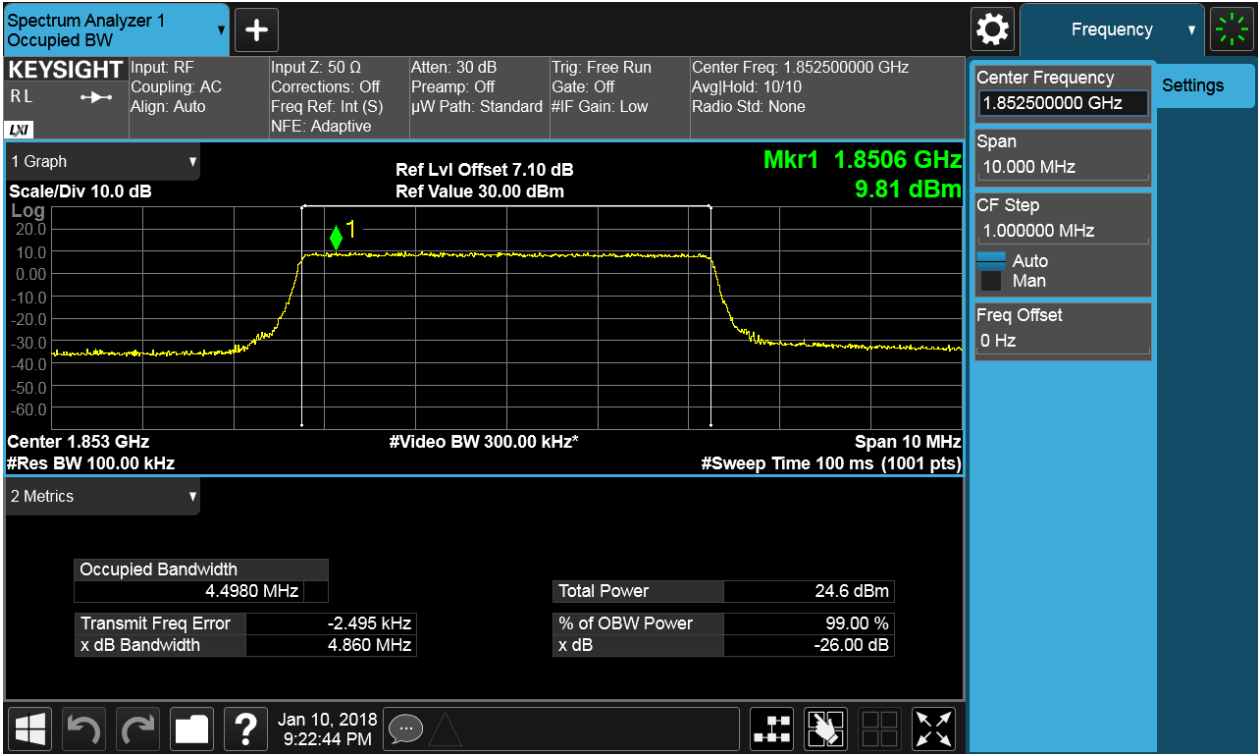 Spectrum Analyzer 1
Occupied BW
+
Frequency
KEYSIGHT
R L
LXI
Input: RF
Coupling: AC
Align: Auto
Input Z: 50 Ω
Corrections: Off
Freq Ref: Int (S)
NFE: Adaptive
Atten: 30 dB
Preamp: Off
µW Path: Standard
Trig: Free Run
Gate: Off
#IF Gain: Low
Center Freq: 1.852500000 GHz
Avg|Hold: 10/10
Radio Std: None
Center Frequency
1.852500000 GHz
Settings
Span
10.000 MHz
CF Step
1.000000 MHz
Auto
Man
Freq Offset
0 Hz
1 Graph
Scale/Div 10.0 dB
Ref Lvl Offset 7.10 dB
Ref Value 30.00 dBm
Mkr1 1.8506 GHz
9.81 dBm
Log
20.0
10.0
0.00
-10.0
-20.0
-30.0
-40.0
-50.0
-60.0
1
Center 1.853 GHz
#Res BW 100.00 kHz
#Video BW 300.00 kHz*
Span 10 MHz
#Sweep Time 100 ms (1001 pts)
2 Metrics
Occupied Bandwidth
4.4980 MHz
Total Power 24.6 dBm
Transmit Freq Error -2.495 kHz
% of OBW Power 99.00 %
x dB Bandwidth 4.860 MHz
x dB -26.00 dB
?
Jan 10, 2018
9:22:44 PM